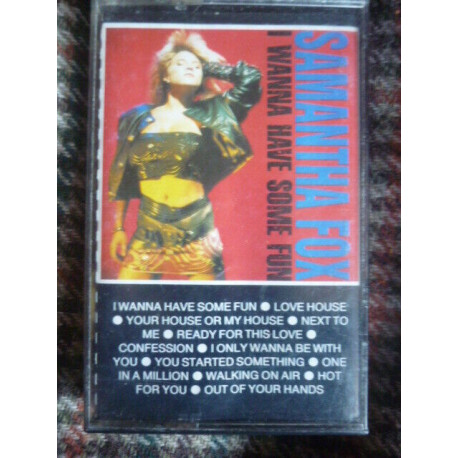 SAMANTHA FOX
I WANNA HAVE SOME FUN
I WANNA HAVE SOME FUN ● LOVE HOUSE
● YOUR HOUSE OR MY HOUSE ● NEXT TO
ME ● READY FOR THIS LOVE ●
CONFESSION ● I ONLY WANNA BE WITH
YOU ● YOU STARTED SOMETHING ● ONE
IN A MILLION ● WALKING ON AIR ● HOT
FOR YOU ● OUT OF YOUR HANDS